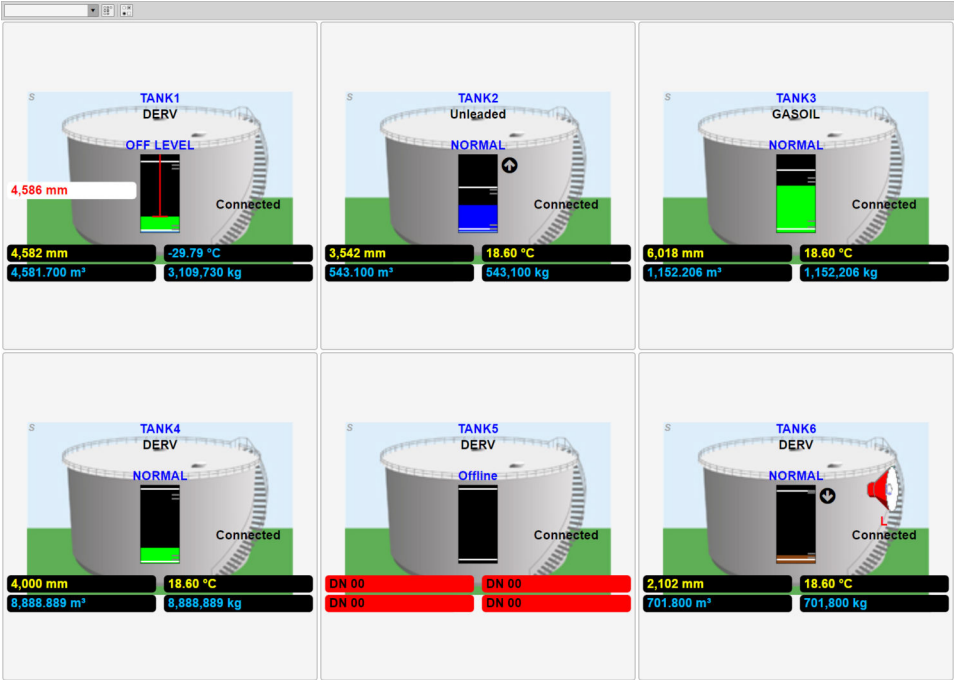 S
TANK1
DERV
OFF LEVEL
4,586 mm
Connected
4,582 mm
-29.79 °C
4,581.700 m³
3,109,730 kg
S
TANK2
Unleaded
NORMAL
Connected
3,542 mm
18.60 °C
543.100 m³
543,100 kg
S
TANK3
GASOIL
NORMAL
Connected
6,018 mm
18.60 °C
1,152.206 m³
1,152,206 kg
S
TANK4
DERV
NORMAL
Connected
4,000 mm
18.60 °C
8,888.889 m³
8,888,889 kg
S
TANK5
DERV
Offline
Connected
DN 00
DN 00
DN 00
DN 00
S
TANK6
DERV
NORMAL
L
Connected
2,102 mm
18.60 °C
701.800 m³
701,800 kg